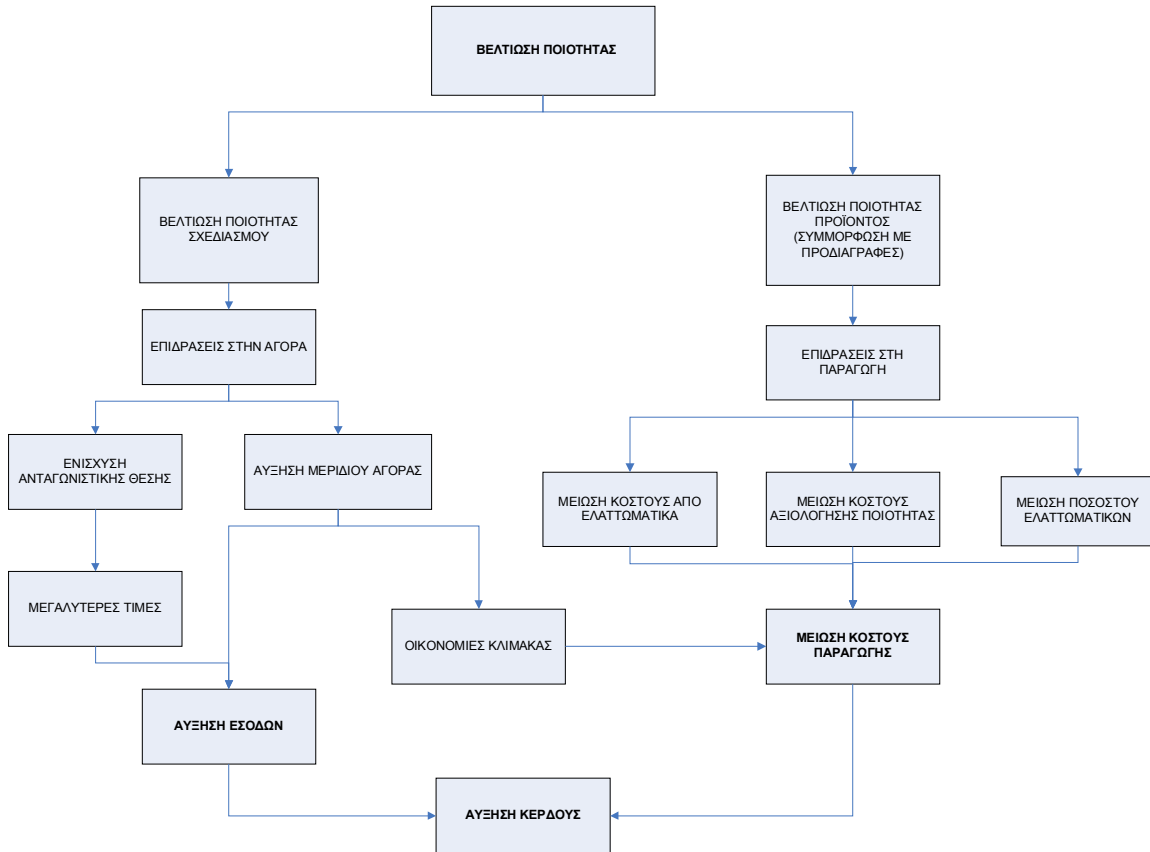 ΒΕΛΤΙΩΣΗ ΠΟΙΟΤΗΤΑΣ
ΒΕΛΤΙΩΣΗ ΠΟΙΟΤΗΤΑΣ
ΣΧΕΔΙΑΣΜΟΥ
ΒΕΛΤΙΩΣΗ ΠΟΙΟΤΗΤΑΣ
ΠΡΟΪΟΝΤΟΣ
(ΣΥΜΜΟΡΦΩΣΗ ΜΕ
ΠΡΟΔΙΑΓΡΑΦΕΣ)
ΕΠΙΔΡΑΣΕΙΣ ΣΤΗΝ ΑΓΟΡΑ
ΕΠΙΔΡΑΣΕΙΣ ΣΤΗ
ΠΑΡΑΓΩΓΗ
ΕΝΙΣΧΥΣΗ
ΑΝΤΑΓΩΝΙΣΤΙΚΗΣ ΘΕΣΗΣ
ΑΥΞΗΣΗ ΜΕΡΙΔΙΟΥ ΑΓΟΡΑΣ
ΜΕΙΩΣΗ ΚΟΣΤΟΥΣ ΑΠΟ
ΕΛΑΤΤΩΜΑΤΙΚΑ
ΜΕΙΩΣΗ ΚΟΣΤΟΥΣ
ΑΞΙΟΛΟΓΗΣΗΣ ΠΟΙΟΤΗΤΑΣ
ΜΕΙΩΣΗ ΠΟΣΟΣΤΟΥ
ΕΛΑΤΤΩΜΑΤΙΚΩΝ
ΜΕΓΑΛΥΤΕΡΕΣ ΤΙΜΕΣ
ΟΙΚΟΝΟΜΙΕΣ ΚΛΙΜΑΚΑΣ
ΜΕΙΩΣΗ ΚΟΣΤΟΥΣ
ΠΑΡΑΓΩΓΗΣ
ΑΥΞΗΣΗ ΕΣΟΔΩΝ
ΑΥΞΗΣΗ ΚΕΡΔΟΥΣ